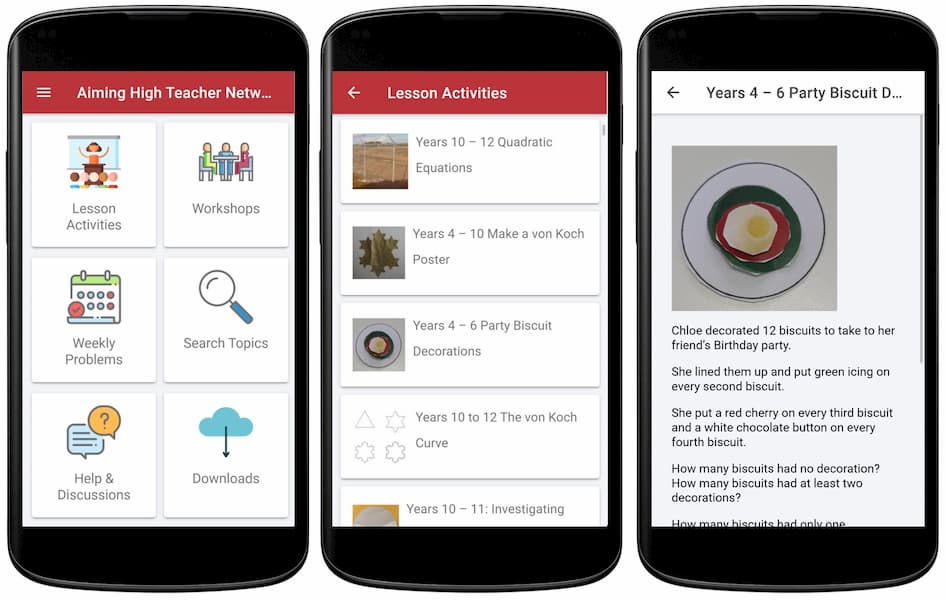 Aiming High Teacher Netw...
Lesson
Activities
Workshops
Weekly
Problems
Search Topics
Help &
Discussions
Downloads
Lesson Activities
Years 10 – 12 Quadratic
Equations
Years 4 – 10 Make a von Koch
Poster
Years 4 – 6 Party Biscuit
Decorations
Years 10 to 12 The von Koch
Curve
Years 10 – 11: Investigating
Years 4 – 6 Party Biscuit D...
Chloe decorated 12 biscuits to take to her
friend's Birthday party.
She lined them up and put green icing on
every second biscuit.
She put a red cherry on every third biscuit
and a white chocolate button on every
fourth biscuit.
How many biscuits had no decoration?
How many biscuits had at least two
decorations?
How many biscuits had only one